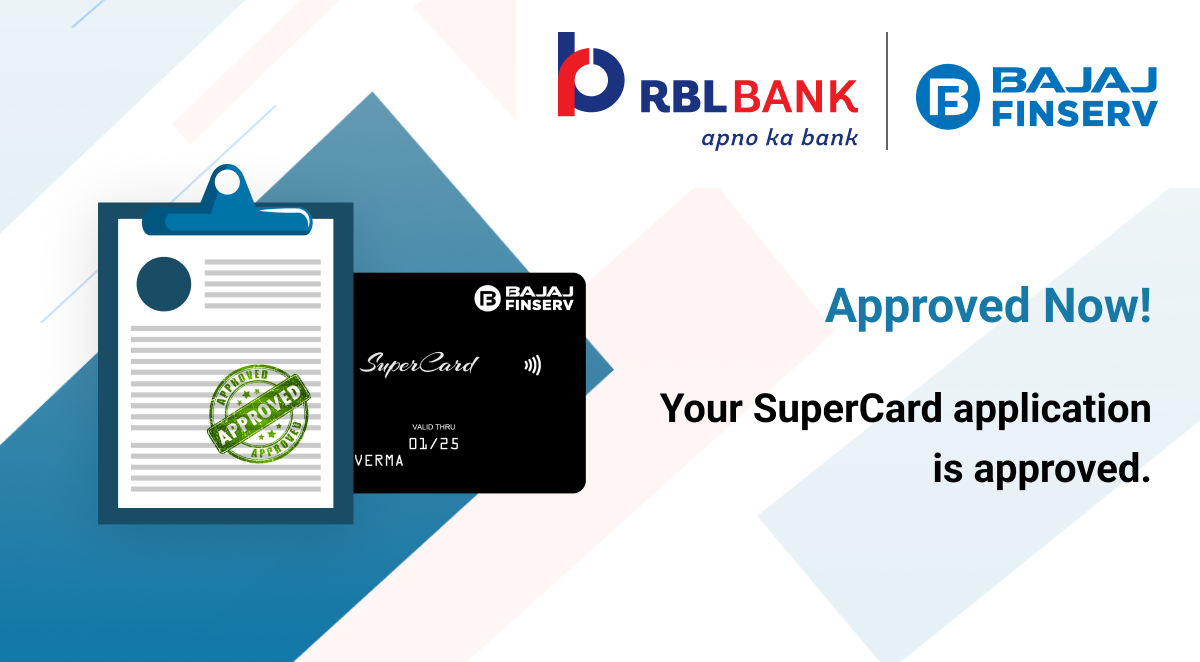 RBL BANK
apno ka bank
BAJAJ
FINSERV
BAJAJ
FINSERV
SuperCard
VALID THRU
01/25
VERMA
APPROVED
APPROVED
APPROVED
Approved Now!
Your SuperCard application
is approved.